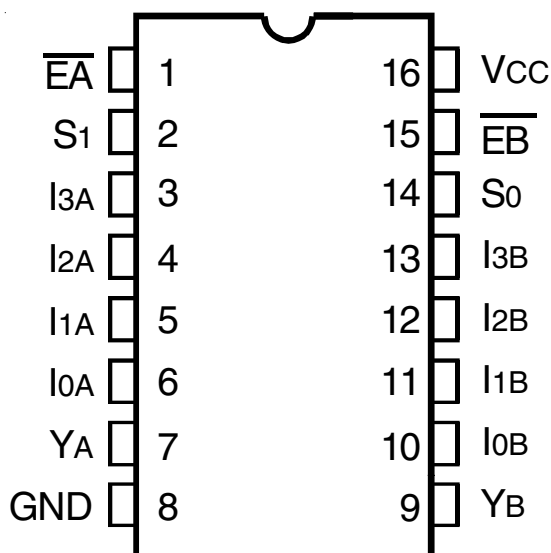 EA 1 16 VCC
S1 2 15 EB
I3A 3 14 S0
I2A 4 13 I3B
I1A 5 12 I2B
I0A 6 11 I1B
YA 7 10 I0B
GND 8 9 YB